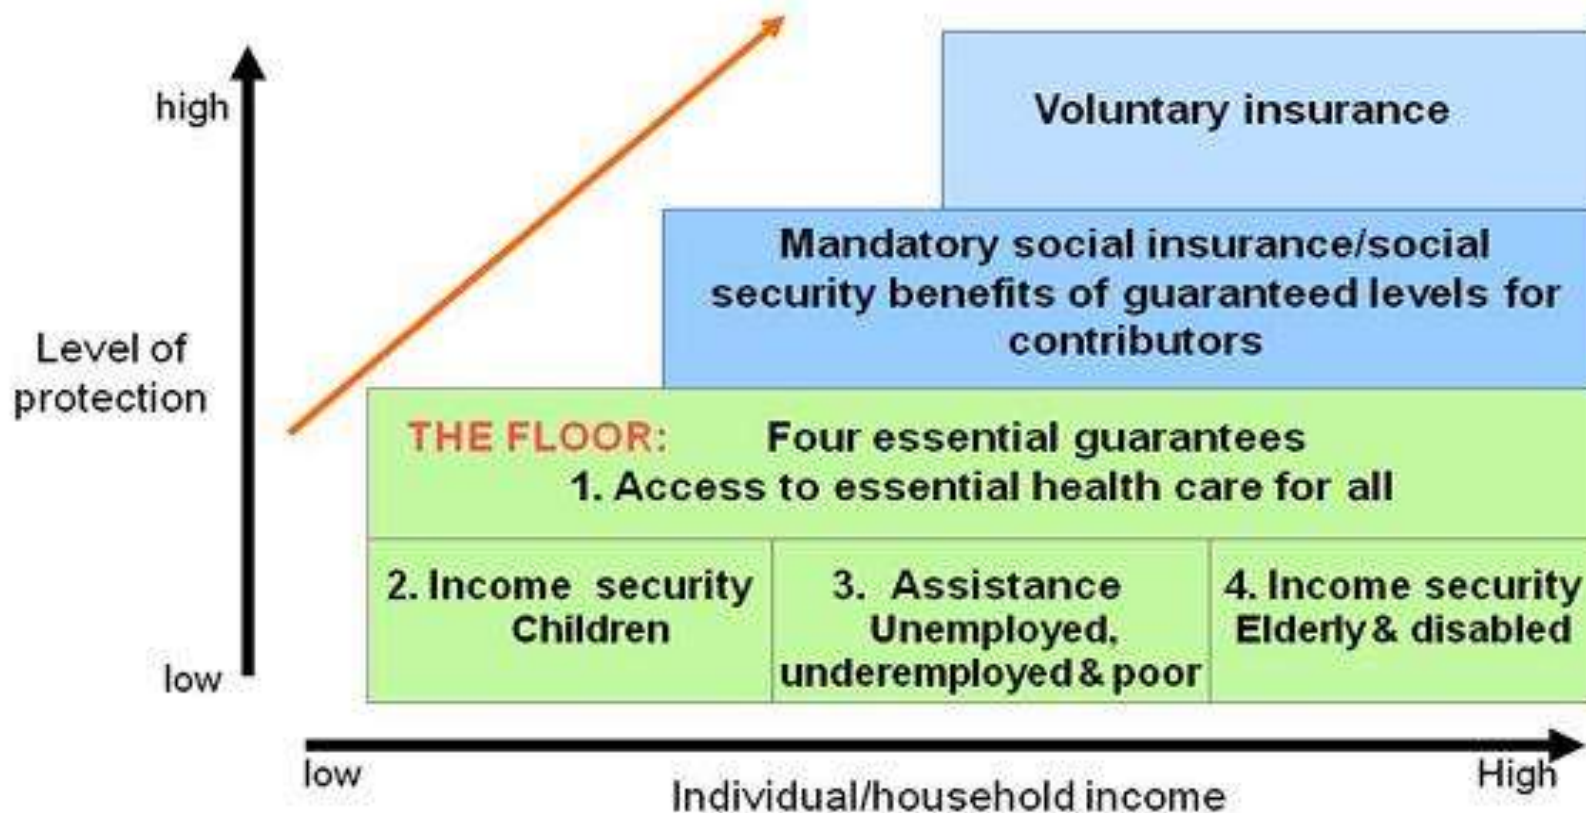 high
Voluntary insurance
Mandatory social insurance/social
security benefits of guaranteed levels for
contributors
Level of
protection
THE FLOOR: Four essential guarantees
1. Access to essential health care for all
2. Income security
Children
3. Assistance
Unemployed,
underemployed & poor
4. Income security
Elderly & disabled
low
low
High
Individual/household income